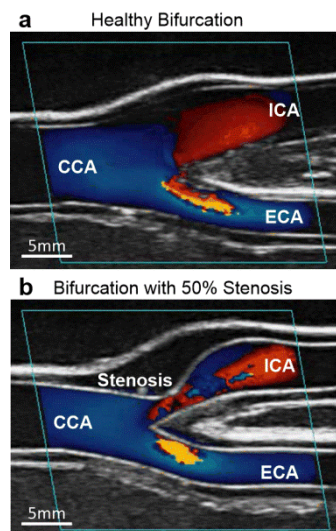 a
Healthy Bifurcation
ICA
CCA
ECA
5mm
b
Bifurcation with 50% Stenosis
Stenosis
ICA
CCA
ECA
5mm